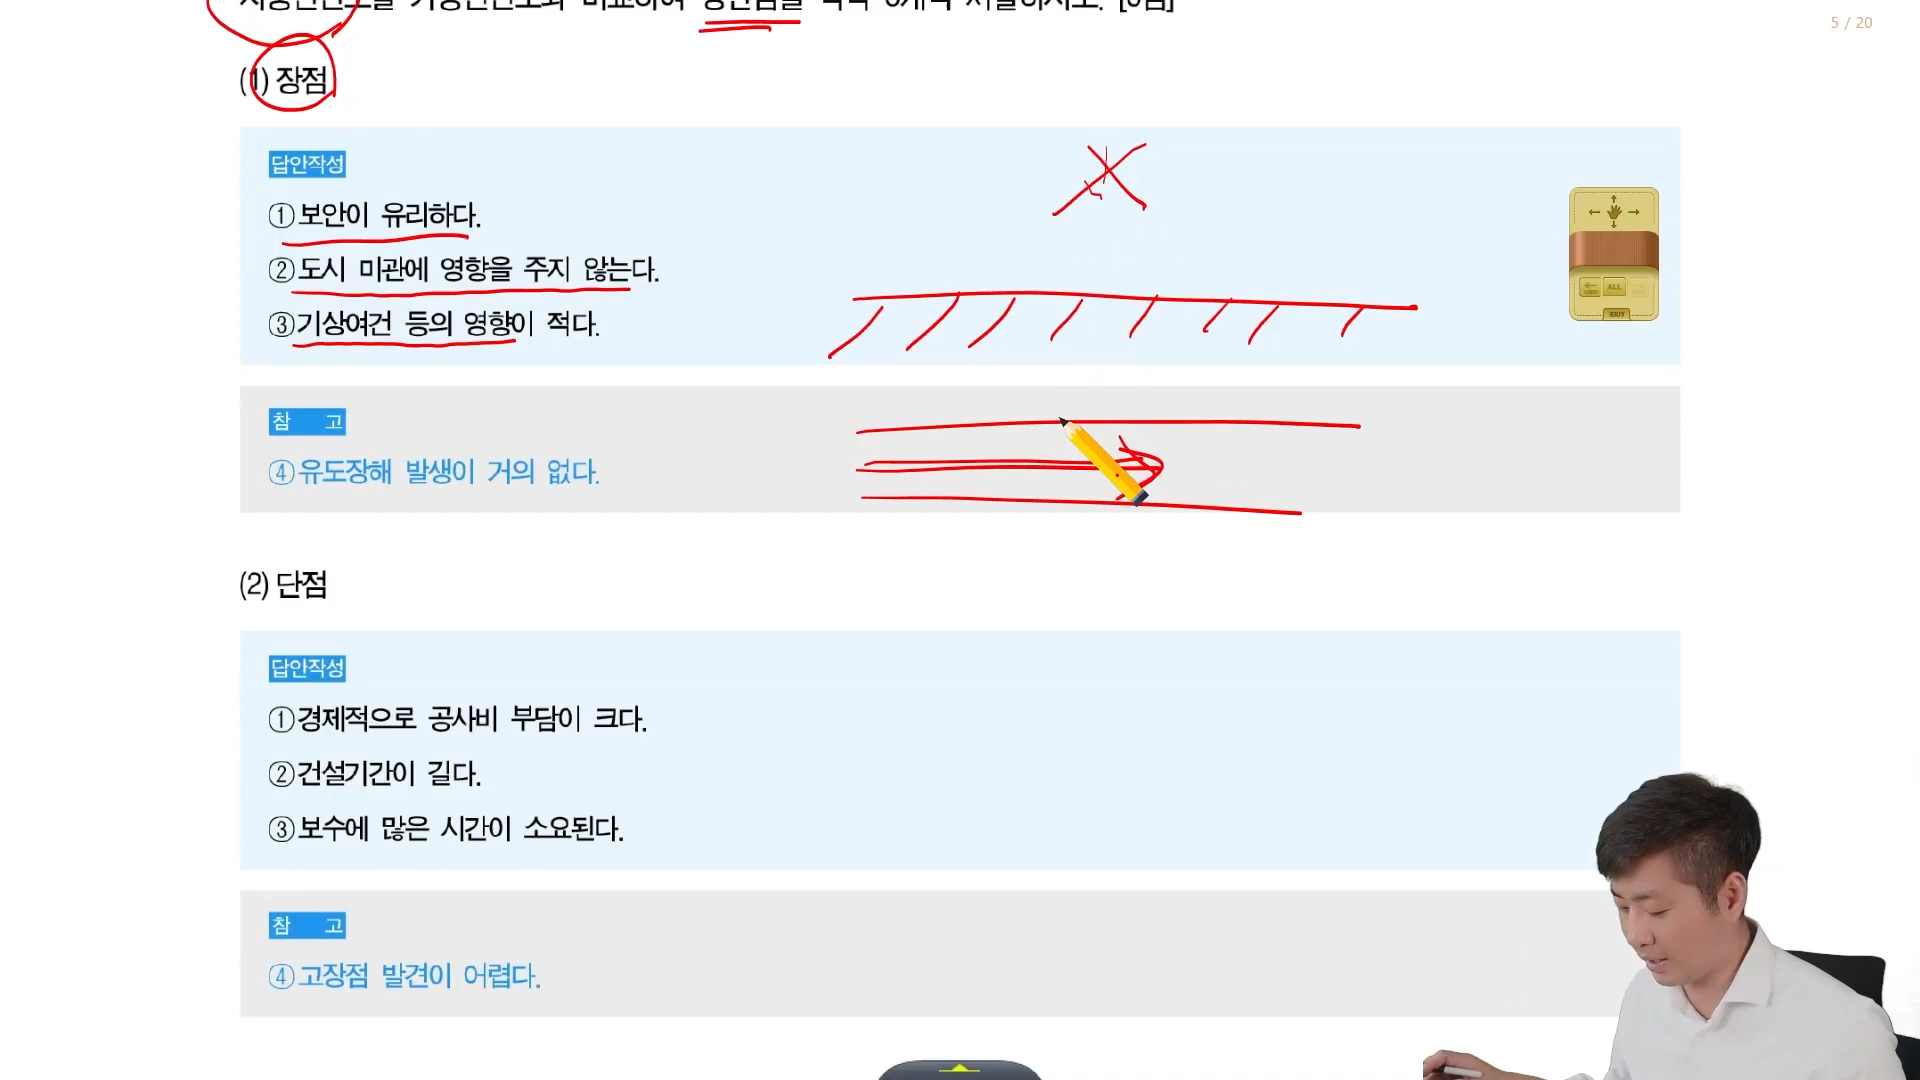 5 / 20
(1) 장점
답안작성
①보안이 유리하다.
②도시 미관에 영향을 주지 않는다.
③기상여건 등의 영향이 적다.
ALL
EXIT
참 고
④유도장해 발생이 거의 없다.
(2) 단점
답안작성
①경제적으로 공사비 부담이 크다.
②건설기간이 길다.
③보수에 많은 시간이 소요된다.
참 고
④고장점 발견이 어렵다.